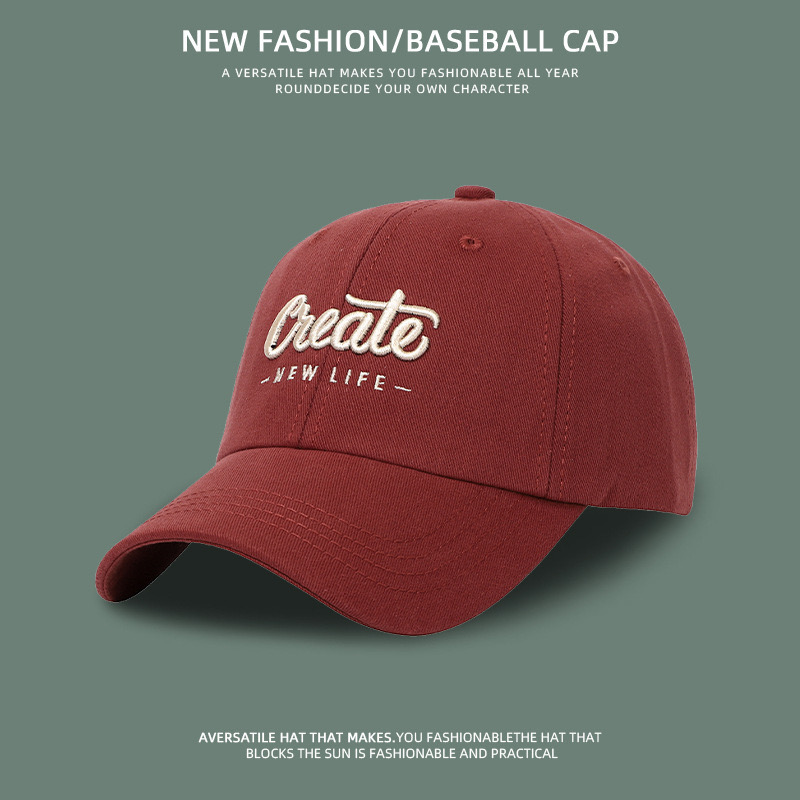 NEW FASHION/BASEBALL CAP
A VERSATILE HAT MAKES YOU FASHIONABLE ALL YEAR
ROUNDDECIDE YOUR OWN CHARACTER
Create
–NEW LIFE–
AVERSATILE HAT THAT MAKES.YOU FASHIONABLETHE HAT THAT
BLOCKS THE SUN IS FASHIONABLE AND PRACTICAL